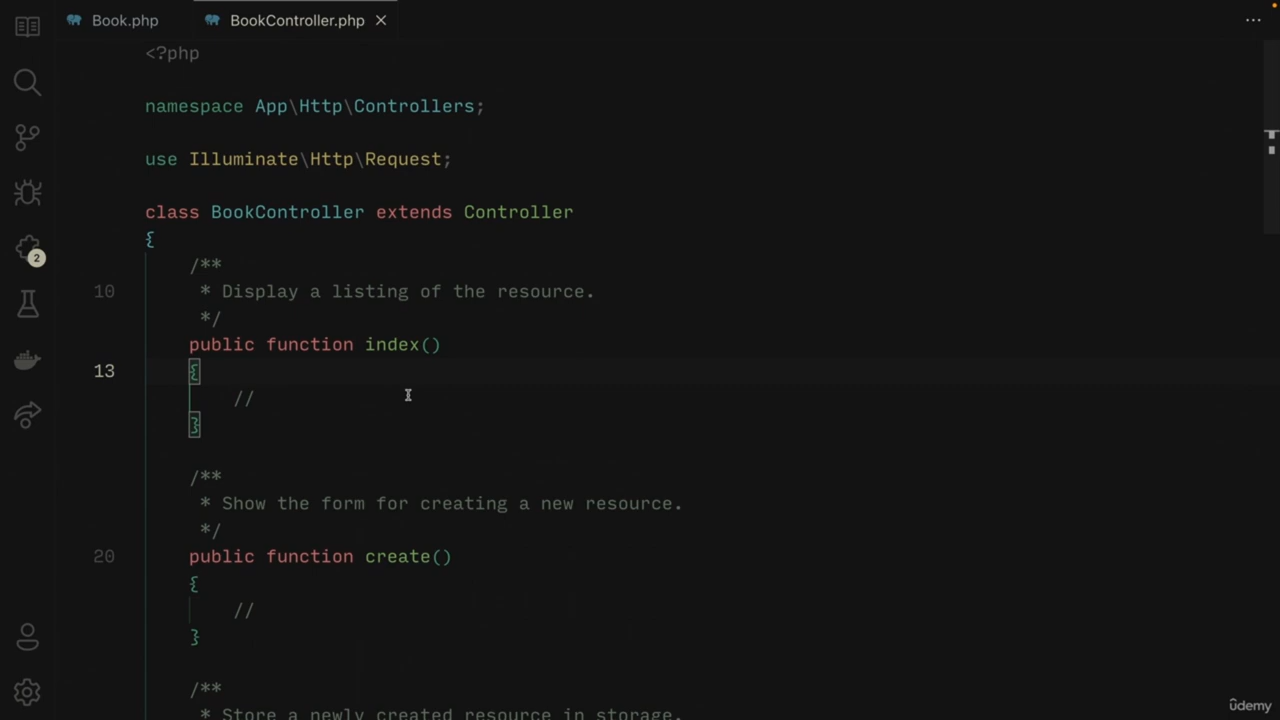 Book.php
BookController.php
<?php
namespace App\Http\Controllers;
use Illuminate\Http\Request;
class BookController extends Controller
{
/**
10 * Display a listing of the resource.
*/
public function index()
13 {
//
}
/**
* Show the form for creating a new resource.
*/
20 public function create()
{
//
}
/**
* Store a newly created resource in storage.
2
ûdemy